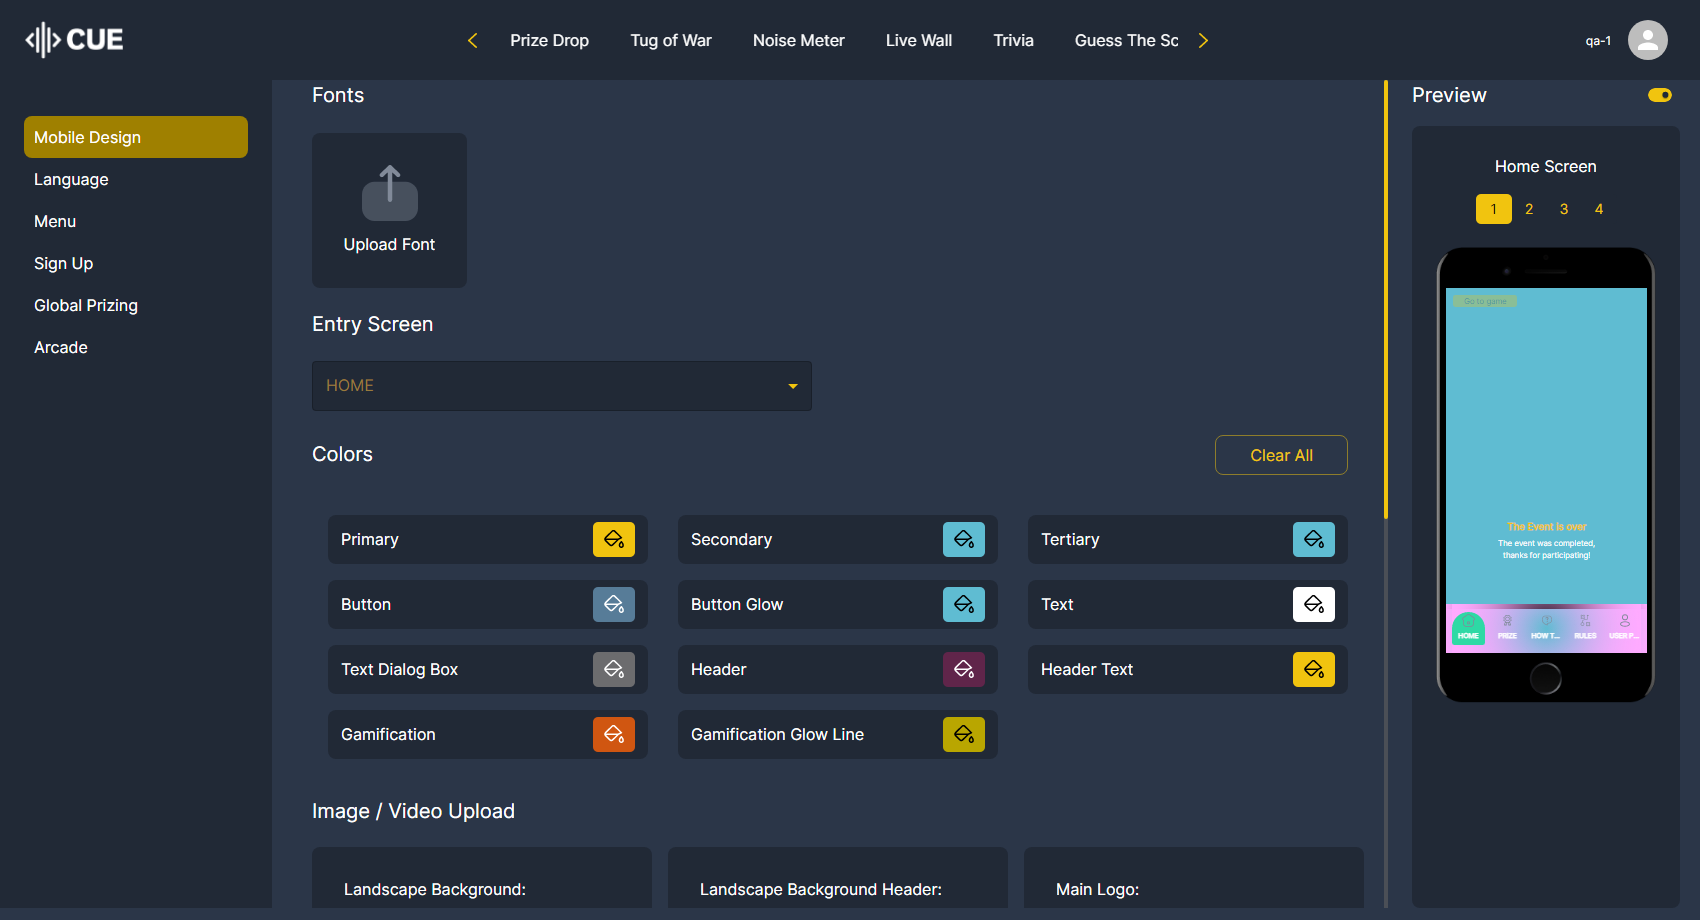 CUE
Prize Drop
Tug of War
Noise Meter
Live Wall
Trivia
Guess The Sc
qa-1
Mobile Design
Language
Menu
Sign Up
Global Prizing
Arcade
Fonts
Upload Font
Entry Screen
HOME
Colors
Clear All
Primary
Secondary
Tertiary
Button
Button Glow
Text
Text Dialog Box
Header
Header Text
Gamification
Gamification Glow Line
Image / Video Upload
Landscape Background:
Landscape Background Header:
Main Logo:
Preview
Home Screen
1 2 3 4
Go to game
The Event is over
The event was completed,
thanks for participating!
HOME PRIZE HOW T... RULES USER P...